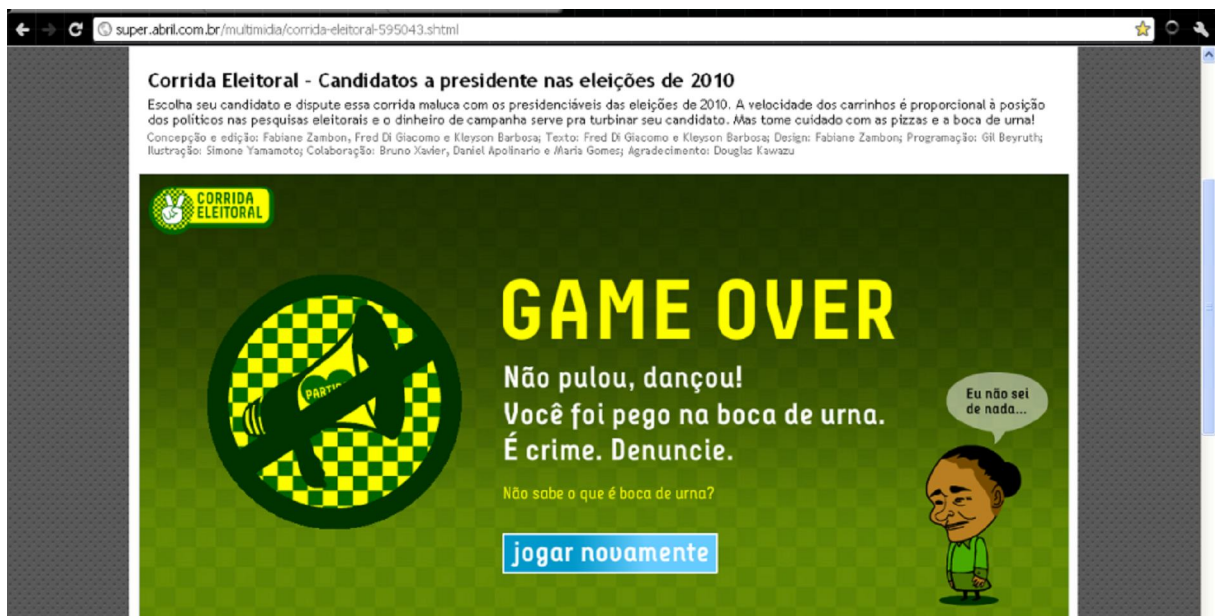 super.abril.com.br/multimidia/corrida-eleitoral-595043.shtml
Corrida Eleitoral - Candidatos a presidente nas eleições de 2010
Escolha seu candidato e dispute essa corrida maluca com os presidenciáveis das eleições de 2010. A velocidade dos carrinhos é proporcional à posição
dos políticos nas pesquisas eleitorais e o dinheiro de campanha serve pra turbinar seu candidato. Mas tome cuidado com as pizzas e a boca de urna!
Concepção e edição: Fabiane Zambon, Fred Di Giacomo e Kleyson Barbosa; Texto: Fred Di Giacomo e Kleyson Barbosa; Design: Fabiane Zambon; Programação: Gil Beyruth;
Ilustração: Simone Yamamoto; Colaboração: Bruno Xavier, Daniel Apolinario e Maria Gomes; Agradecimento: Douglas Kawazu
CORRIDA
ELEITORAL
GAME OVER
Não pulou, dançou!
Você foi pego na boca de urna.
É crime. Denuncie.
Não sabe o que é boca de urna?
jogar novamente
Eu não sei
de nada...